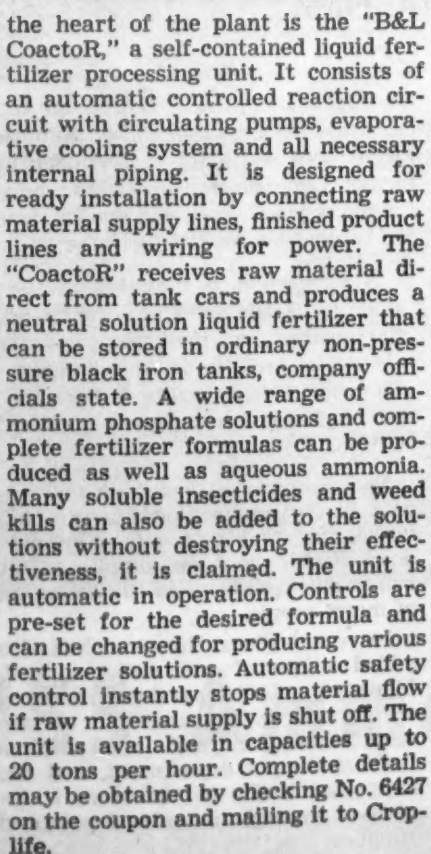 the heart of the plant is the "B&L
CoactoR," a self-contained liquid fer-
tilizer processing unit. It consists of
an automatic controlled reaction cir-
cuit with circulating pumps, evapora-
tive cooling system and all necessary
internal piping. It is designed for
ready installation by connecting raw
material supply lines, finished product
lines and wiring for power. The
"CoactoR" receives raw material di-
rect from tank cars and produces a
neutral solution liquid fertilizer that
can be stored in ordinary non-pres-
sure black iron tanks, company offi-
cials state. A wide range of am-
monium phosphate solutions and com-
plete fertilizer formulas can be pro-
duced as well as aqueous ammonia.
Many soluble insecticides and weed
kills can also be added to the solu-
tions without destroying their effec-
tiveness, it is claimed. The unit is
automatic in operation. Controls are
pre-set for the desired formula and
can be changed for producing various
fertilizer solutions. Automatic safety
control instantly stops material flow
if raw material supply is shut off. The
unit is available in capacities up to
20 tons per hour. Complete details
may be obtained by checking No. 6427
on the coupon and mailing it to Crop-
life.